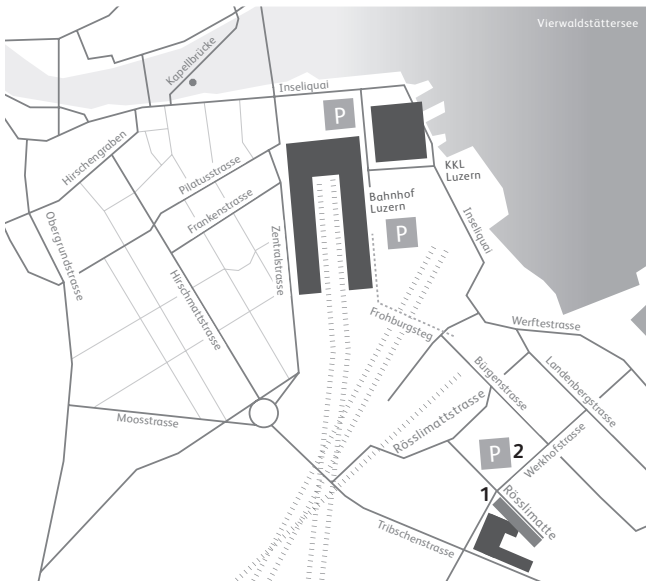 Vierwaldstättersee
Kapellbrücke
Inseliquai
P
Hirschengraben
Pilatusstrasse
KKL
Luzern
Bahnhof
Luzern
Frankenstrasse
Obergrundstrasse
Zentralstrasse
P
Inseliquai
Hirschmattstrasse
Frohburgsteg
Werftestrasse
Bürgenstrasse
Landenbergstrasse
Moosstrasse
Rösslimattstrasse
P 2
Werkhofstrasse
1
Rösslimatte
Tribschenstrasse